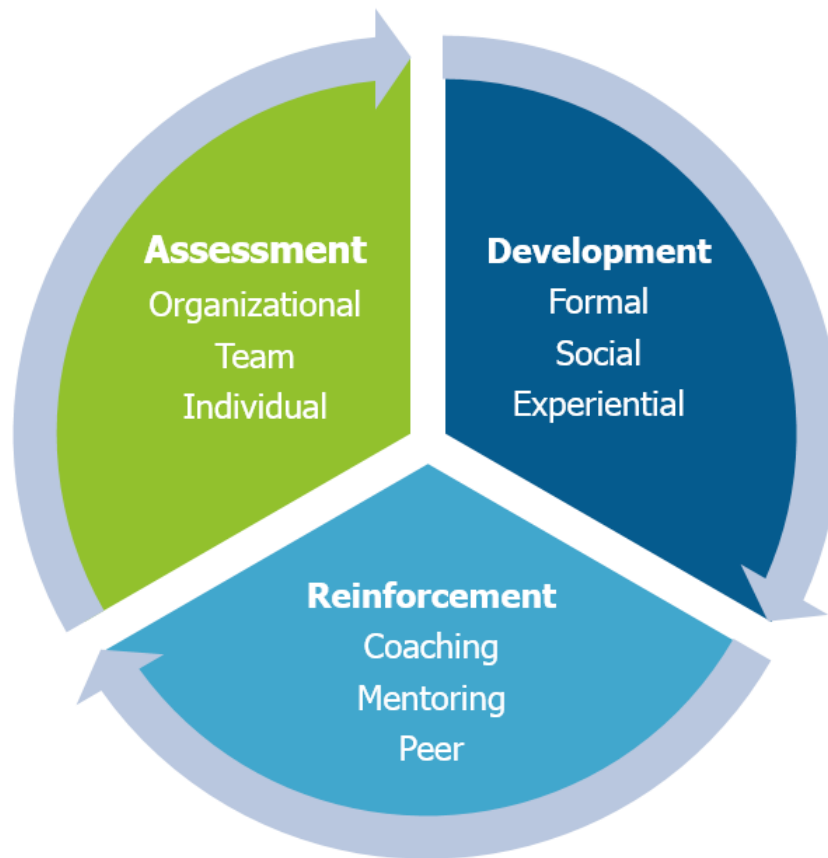 Assessment
Organizational
Team
Individual
Development
Formal
Social
Experiential
Reinforcement
Coaching
Mentoring
Peer